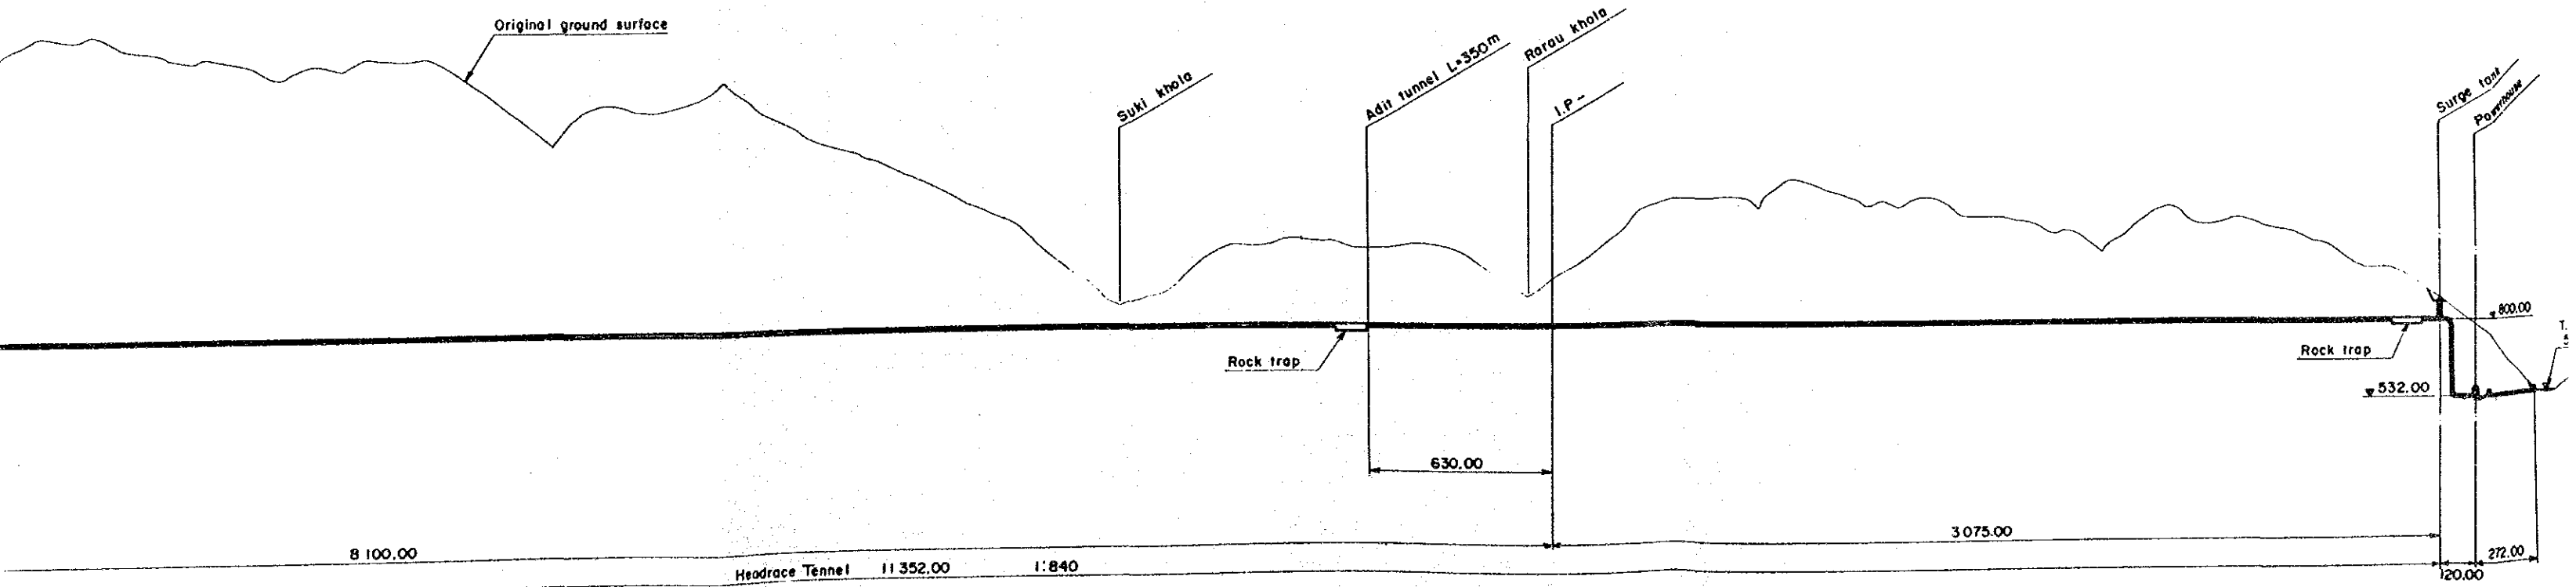 Original ground surface
Suki khola
Adit tunnel L=350m
Rarau khola
I.P-
Surge tank
Powerhouse
800.00
T.
Rock trap
Rock trap
532.00
630.00
3 075.00
8 100.00
272.00
Headrace Tennel 11 352.00 1:840
120.00